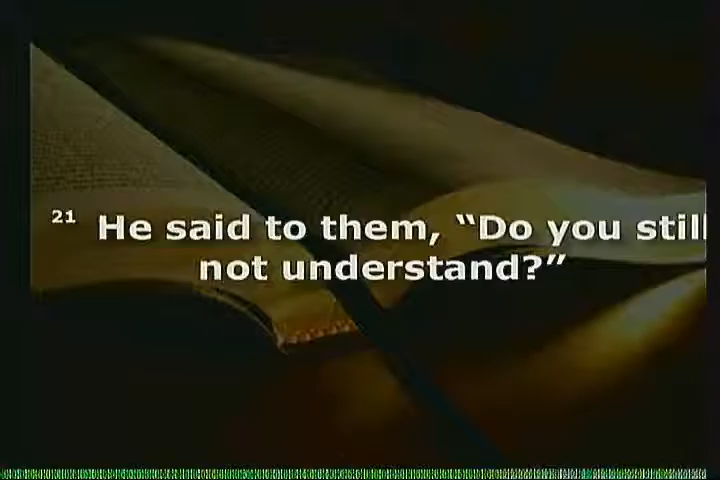 21 He said to them, “Do you still
not understand?”